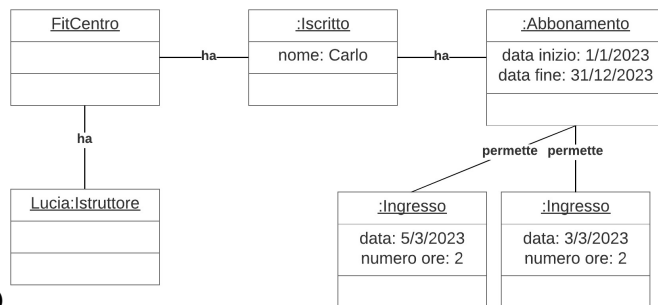 FitCentro
:Iscritto
:Abbonamento
ha
nome: Carlo
ha
data inizio: 1/1/2023
data fine: 31/12/2023
ha
permette
permette
Lucia:Istruttore
:Ingresso
:Ingresso
data: 5/3/2023
numero ore: 2
data: 3/3/2023
numero ore: 2